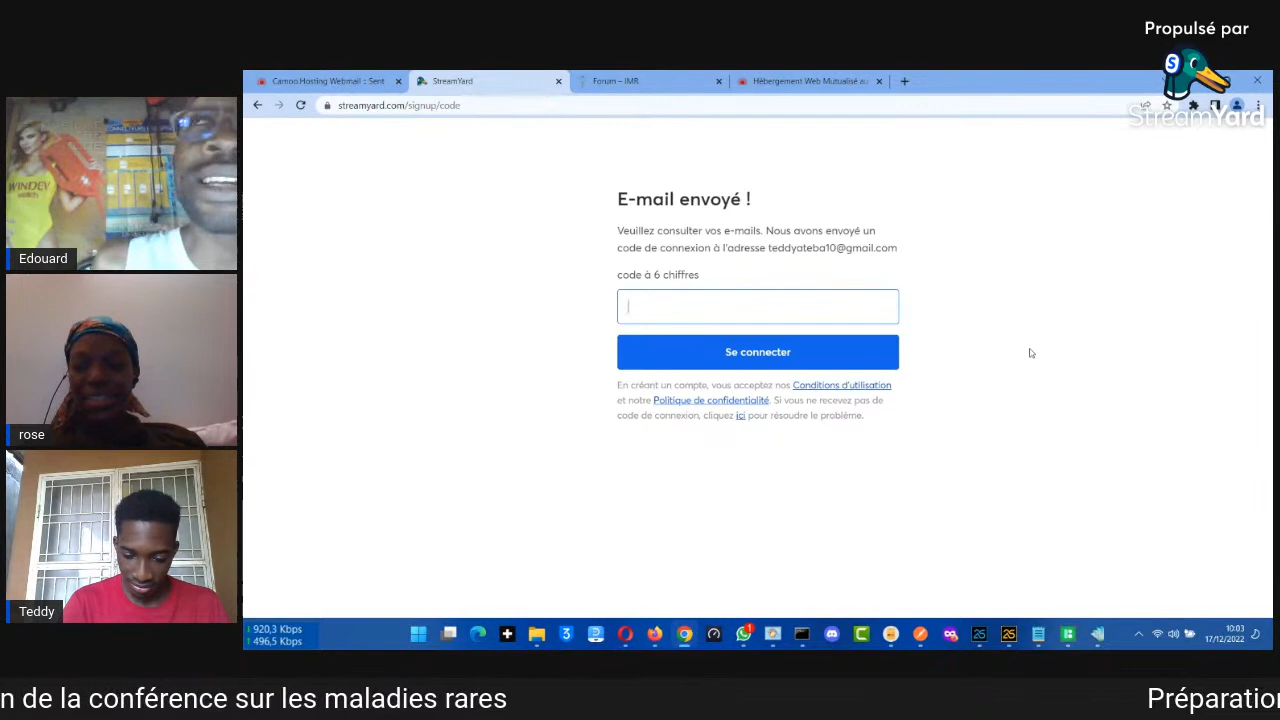 Propulsé par
StreamYard
Camoo.Hosting Webmail :: Sent
StreamYard
Forum – IMR
Hébergement Web Mutualisé au
streamyard.com/signup/code
WINDEV
Edouard
rose
Teddy
E-mail envoyé !
Veuillez consulter vos e-mails. Nous avons envoyé un
code de connexion à l'adresse teddyateba10@gmail.com
code à 6 chiffres
Se connecter
En créant un compte, vous acceptez nos Conditions d'utilisation
et notre Politique de confidentialité. Si vous ne recevez pas de
code de connexion, cliquez ici pour résoudre le problème.
↓ 920,3 Kbps
↑ 496,5 Kbps
10:03
17/12/2022
n de la conférence sur les maladies rares
Préparation